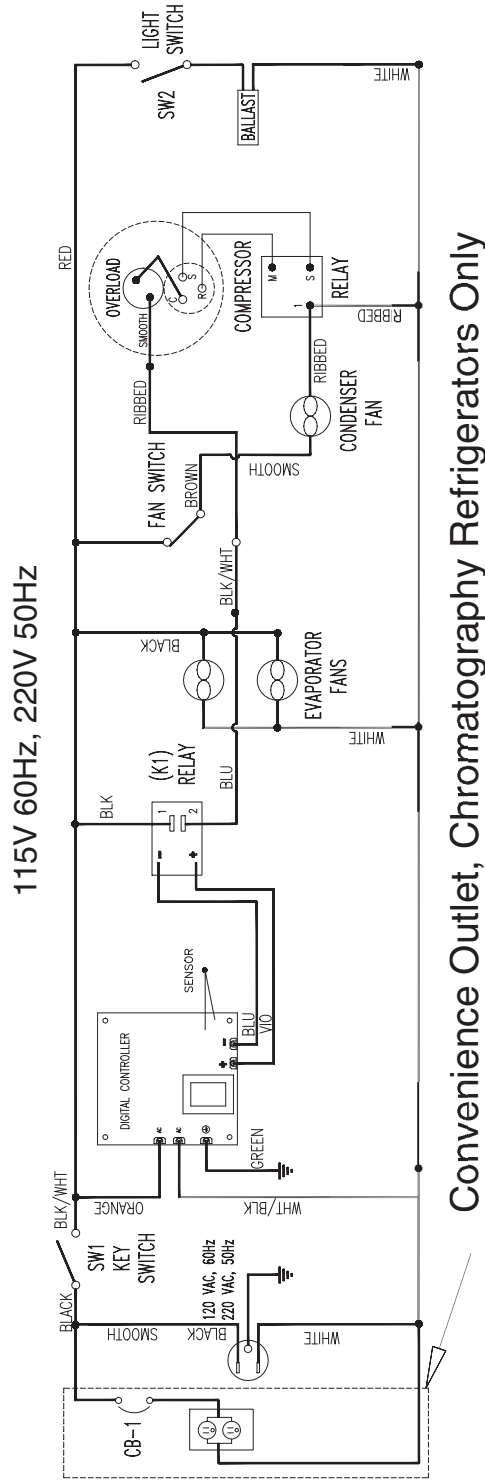 115V 60Hz, 220V 50Hz
CB-1
BLACK
SMOOTH
BLACK
120 VAC, 60Hz
220 VAC, 50Hz
WHITE
SW1
KEY
SWITCH
BLK/WHT
ORANGE
WHT/BLK
GREEN
DIGITAL CONTROLLER
AC
AC
+
-
BLU
VIO
SENSOR
BLK
(K1)
RELAY
1
2
-
+
BLU
BLACK
EVAPORATOR
FANS
WHITE
BLK/WHT
FAN SWITCH
BROWN
SMOOTH
RIBBED
SMOOTH
OVERLOAD
C
S
R
CONDENSER
FAN
RIBBED
COMPRESSOR
M
S
1
RELAY
RIBBED
RED
SW2
LIGHT
SWITCH
BALLAST
WHITE
Convenience Outlet, Chromatography Refrigerators Only